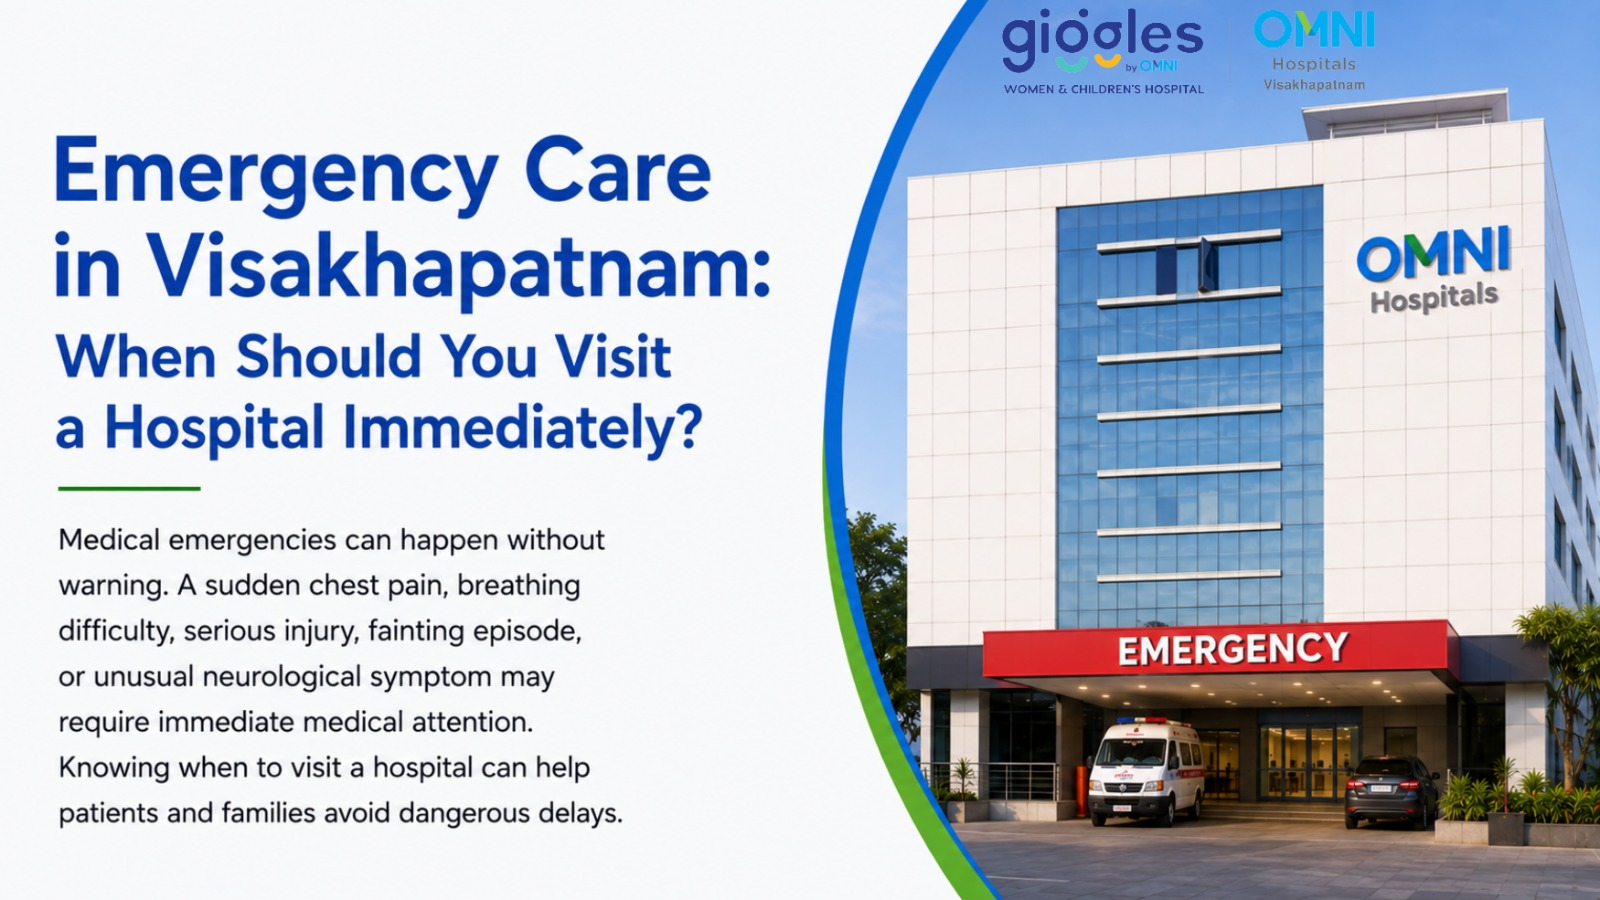 Emergency Care
in Visakhapatnam:
When Should You Visit
a Hospital Immediately?
Medical emergencies can happen without
warning. A sudden chest pain, breathing
difficulty, serious injury, fainting episode,
or unusual neurological symptom may
require immediate medical attention.
Knowing when to visit a hospital can help
patients and families avoid dangerous delays.
giggles
by OMNI
WOMEN & CHILDREN'S HOSPITAL
OMNI
Hospitals
Visakhapatnam
OMNI
Hospitals
EMERGENCY